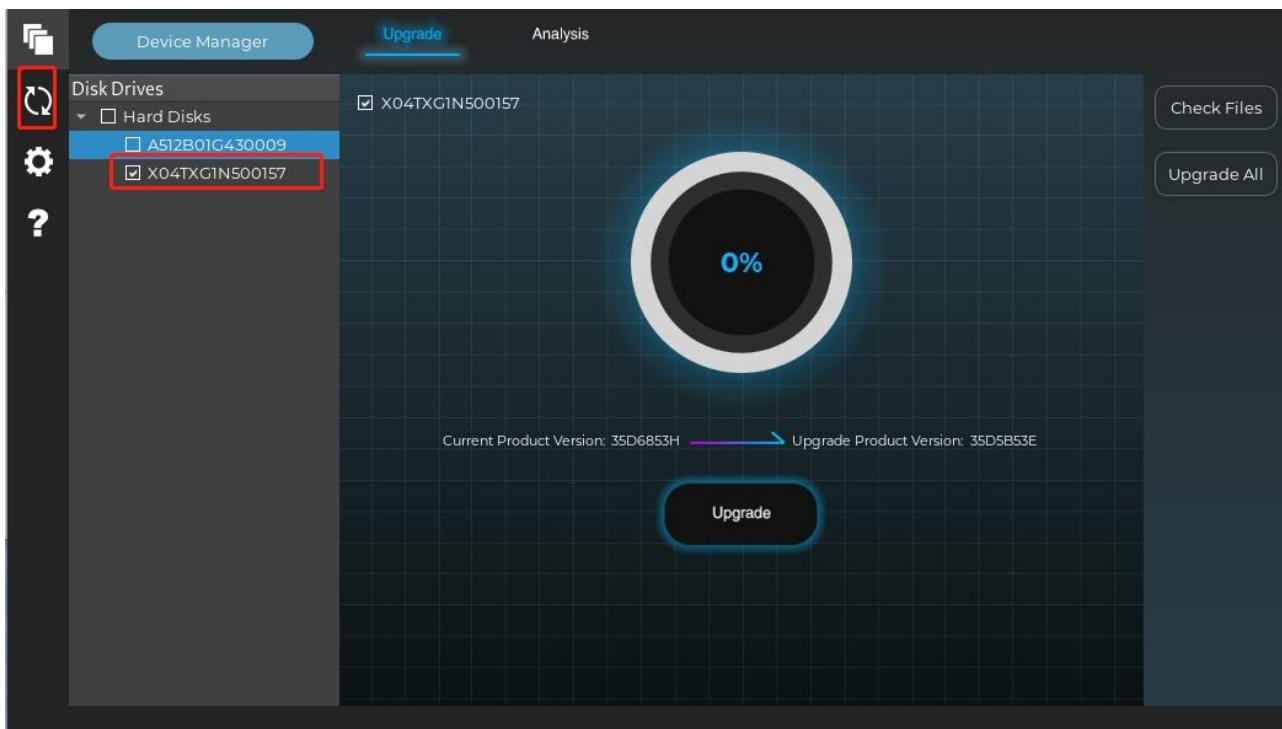 Device Manager
Upgrade
Analysis
Disk Drives
Hard Disks
A512B01G430009
X04TXG1N500157
?
X04TXG1N500157
0%
Current Product Version: 35D6853H
Upgrade Product Version: 35D5B53E
Upgrade
Check Files
Upgrade All